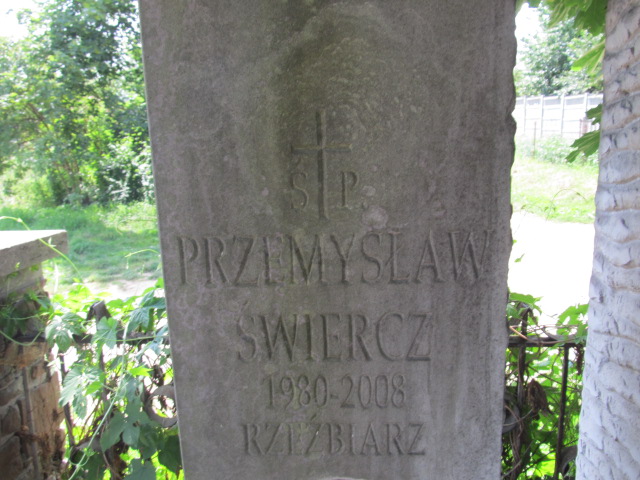 Ś P.
PRZEMYSŁAW
ŚWIERCZ
1980-2008
RZEŹBIARZ